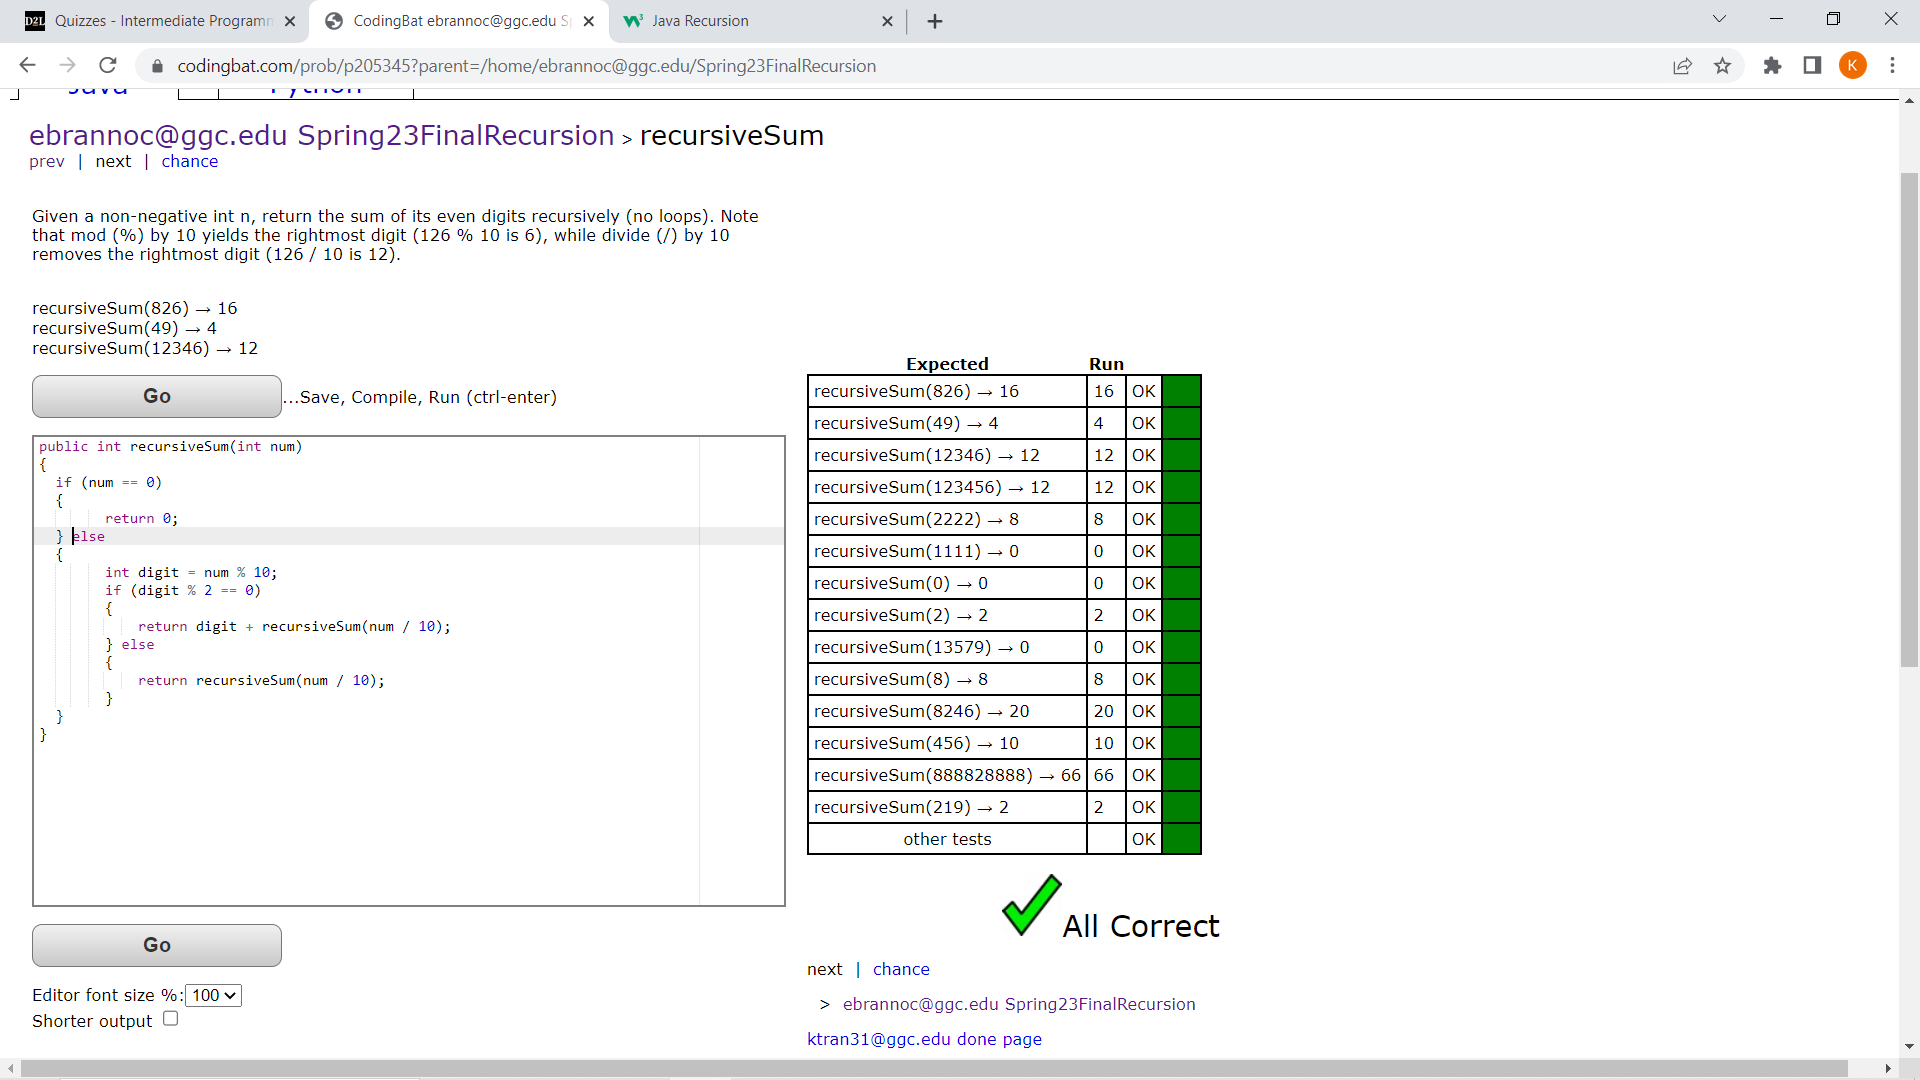 D2L Quizzes - Intermediate Programm
CodingBat ebrannoc@ggc.edu S
W3 Java Recursion
codingbat.com/prob/p205345?parent=/home/ebrannoc@ggc.edu/Spring23FinalRecursion
K
Java
Python
ebrannoc@ggc.edu Spring23FinalRecursion > recursiveSum
prev | next | chance
Given a non-negative int n, return the sum of its even digits recursively (no loops). Note
that mod (%) by 10 yields the rightmost digit (126 % 10 is 6), while divide (/) by 10
removes the rightmost digit (126 / 10 is 12).
recursiveSum(826) → 16
recursiveSum(49) → 4
recursiveSum(12346) → 12
Go ...Save, Compile, Run (ctrl-enter)
public int recursiveSum(int num)
{
if (num == 0)
{
return 0;
} else
{
int digit = num % 10;
if (digit % 2 == 0)
{
return digit + recursiveSum(num / 10);
} else
{
return recursiveSum(num / 10);
}
}
}
Go
Editor font size %: 100
Shorter output
Expected Run
recursiveSum(826) → 16 16 OK
recursiveSum(49) → 4 4 OK
recursiveSum(12346) → 12 12 OK
recursiveSum(123456) → 12 12 OK
recursiveSum(2222) → 8 8 OK
recursiveSum(1111) → 0 0 OK
recursiveSum(0) → 0 0 OK
recursiveSum(2) → 2 2 OK
recursiveSum(13579) → 0 0 OK
recursiveSum(8) → 8 8 OK
recursiveSum(8246) → 20 20 OK
recursiveSum(456) → 10 10 OK
recursiveSum(888828888) → 66 66 OK
recursiveSum(219) → 2 2 OK
other tests OK
All Correct
next | chance
> ebrannoc@ggc.edu Spring23FinalRecursion
ktran31@ggc.edu done page